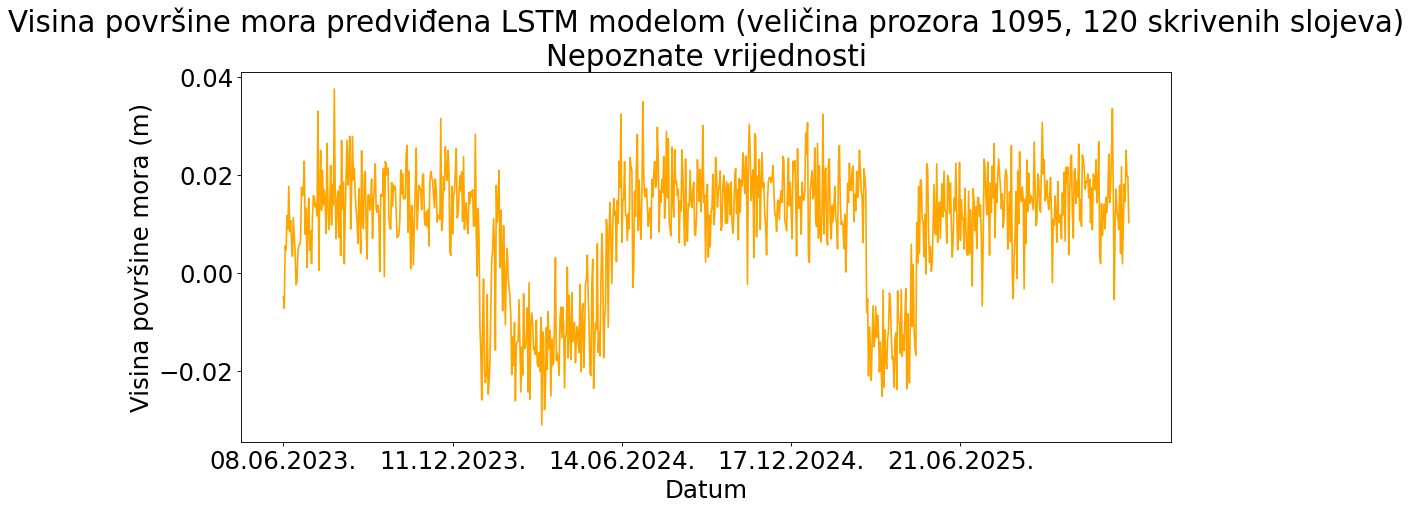 Visina površine mora predviđena LSTM modelom (veličina prozora 1095, 120 skrivenih slojeva)
Nepoznate vrijednosti
Visina površine mora (m)
0.04
0.02
0.00
−0.02
08.06.2023. 11.12.2023. 14.06.2024. 17.12.2024. 21.06.2025.
Datum